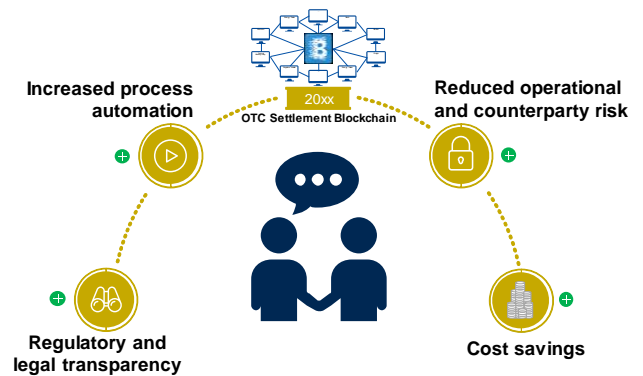 20xx
OTC Settlement Blockchain
Increased process
automation
Reduced operational
and counterparty risk
Regulatory and
legal transparency
Cost savings